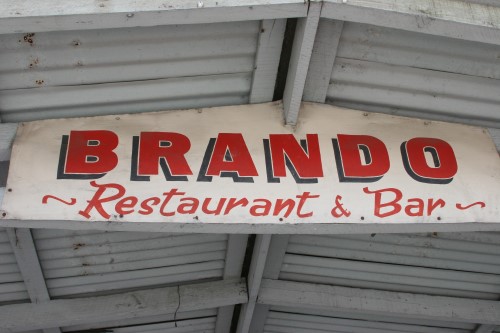 BRANDO
~ Restaurant & Bar ~